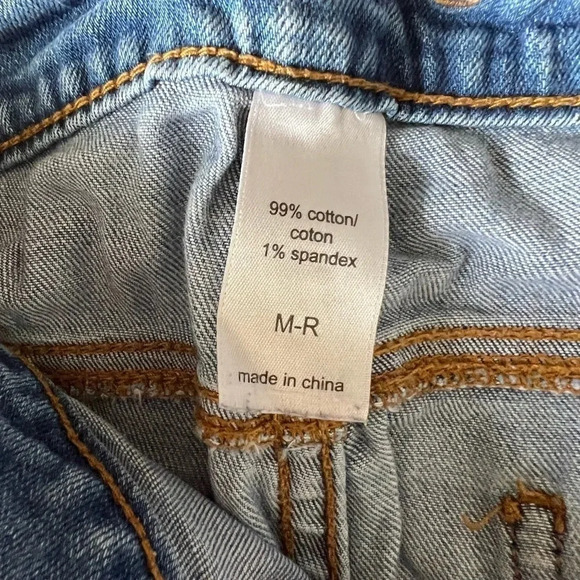 99% cotton/
coton
1% spandex
M-R
made in china